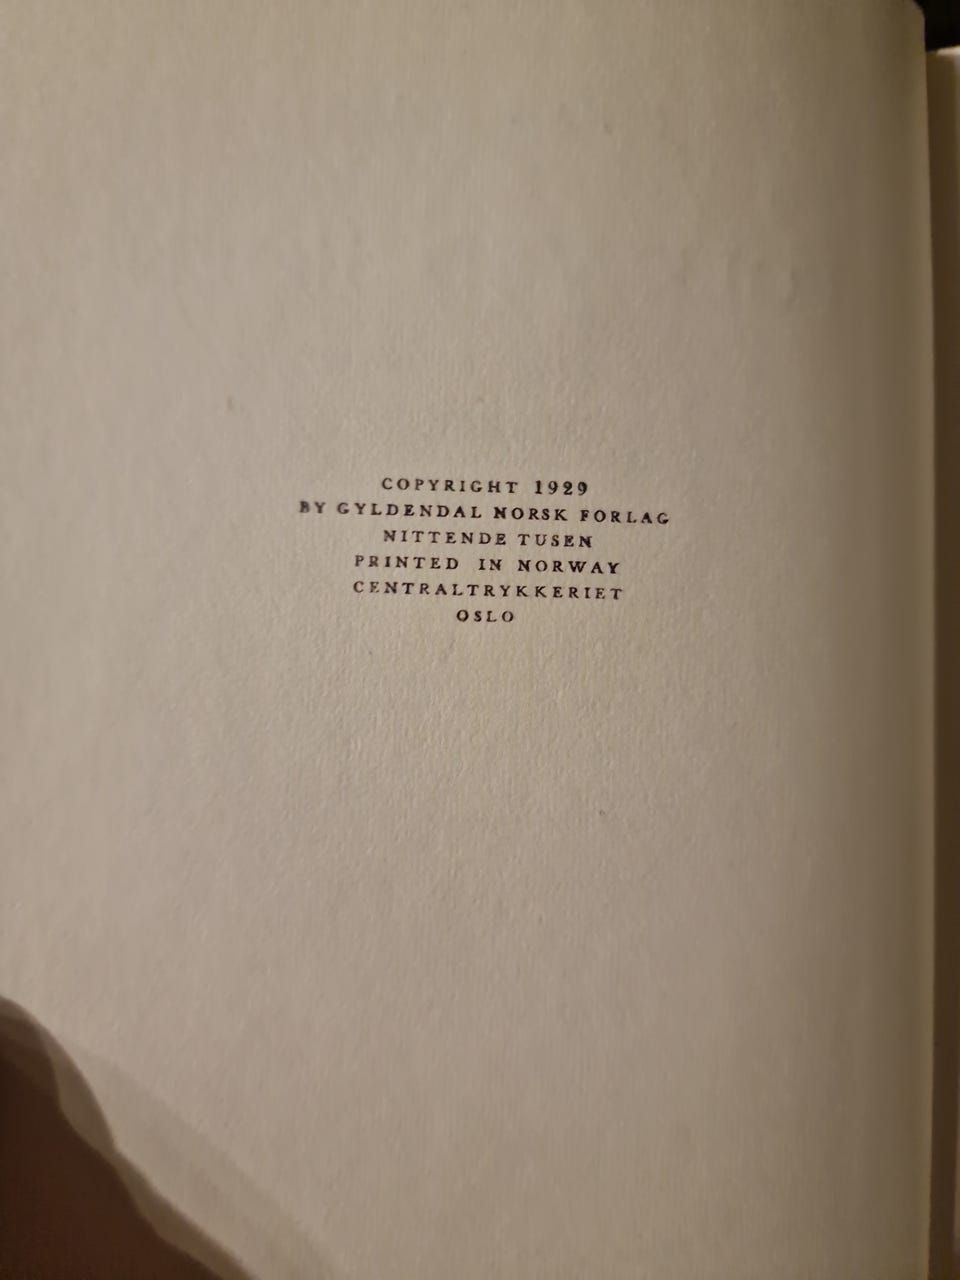 COPYRIGHT 1929
BY GYLDENDAL NORSK FORLAG
NITTENDE TUSEN
PRINTED IN NORWAY
CENTRALTRYKKERIET
OSLO